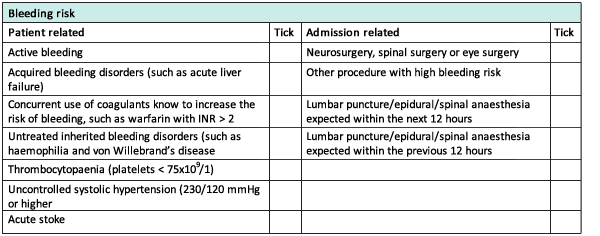 Bleeding risk
Patient related Tick Admission related Tick
Active bleeding Neurosurgery, spinal surgery or eye surgery
Acquired bleeding disorders (such as acute liver Other procedure with high bleeding risk
failure)
Concurrent use of coagulants know to increase the Lumbar puncture/epidural/spinal anaesthesia
risk of bleeding, such as warfarin with INR > 2 expected within the next 12 hours
Untreated inherited bleeding disorders (such as Lumbar puncture/epidural/spinal anaesthesia
haemophilia and von Willebrand's disease expected within the previous 12 hours
Thrombocytopaenia (platelets < 75x10⁹/1)
Uncontrolled systolic hypertension (230/120 mmHg
or higher
Acute stoke